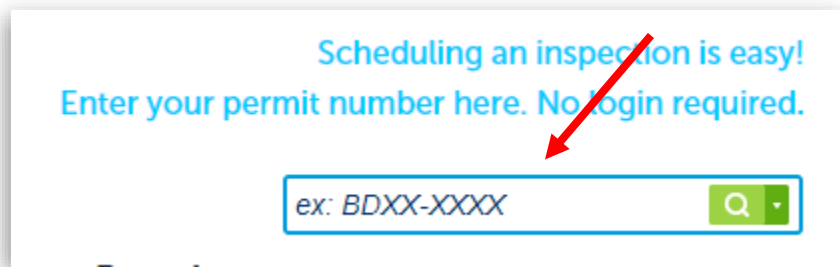 Scheduling an inspection is easy!
Enter your permit number here. No login required.
ex: BDXX-XXXX